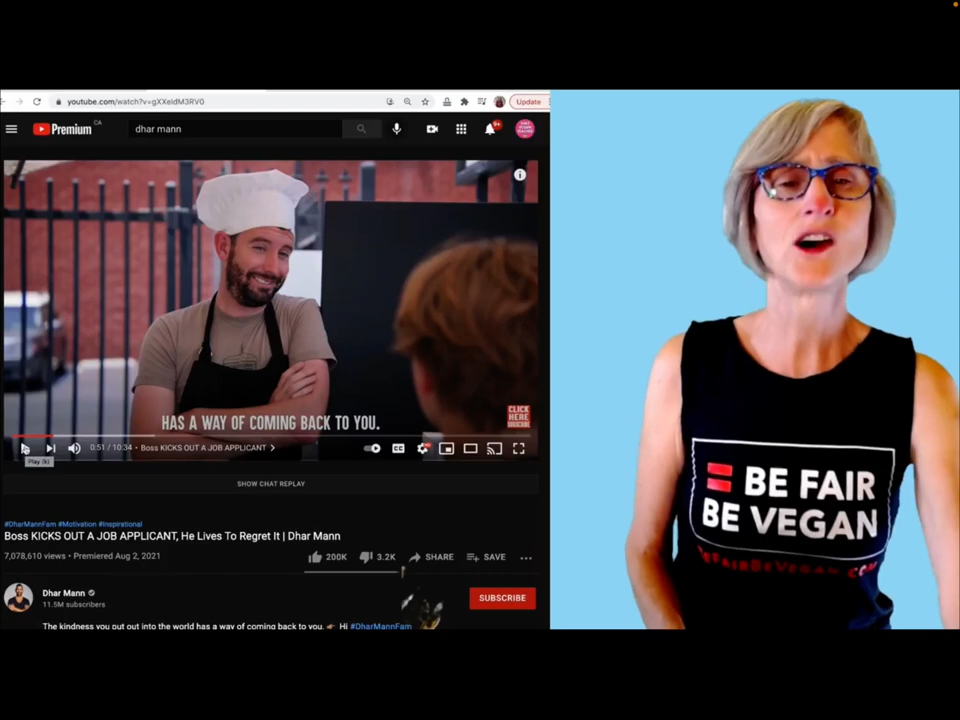 youtube.com/watch?v=gXXeldM3RV0
Update
Premium CA
dhar mann
9+
HAS A WAY OF COMING BACK TO YOU.
CLICK
HERE
SUBSCRIBE
0:51 / 10:34 • Boss KICKS OUT A JOB APPLICANT
CC
Play (k)
SHOW CHAT REPLAY
#DharMannFam #Motivation #Inspirational
Boss KICKS OUT A JOB APPLICANT, He Lives To Regret It | Dhar Mann
7,078,610 views • Premiered Aug 2, 2021
200K
3.2K
SHARE
SAVE
Dhar Mann
11.5M subscribers
SUBSCRIBE
The kindness you put out into the world has a way of coming back to you. 👉 Hi #DharMannFam
BE FAIR
BE VEGAN